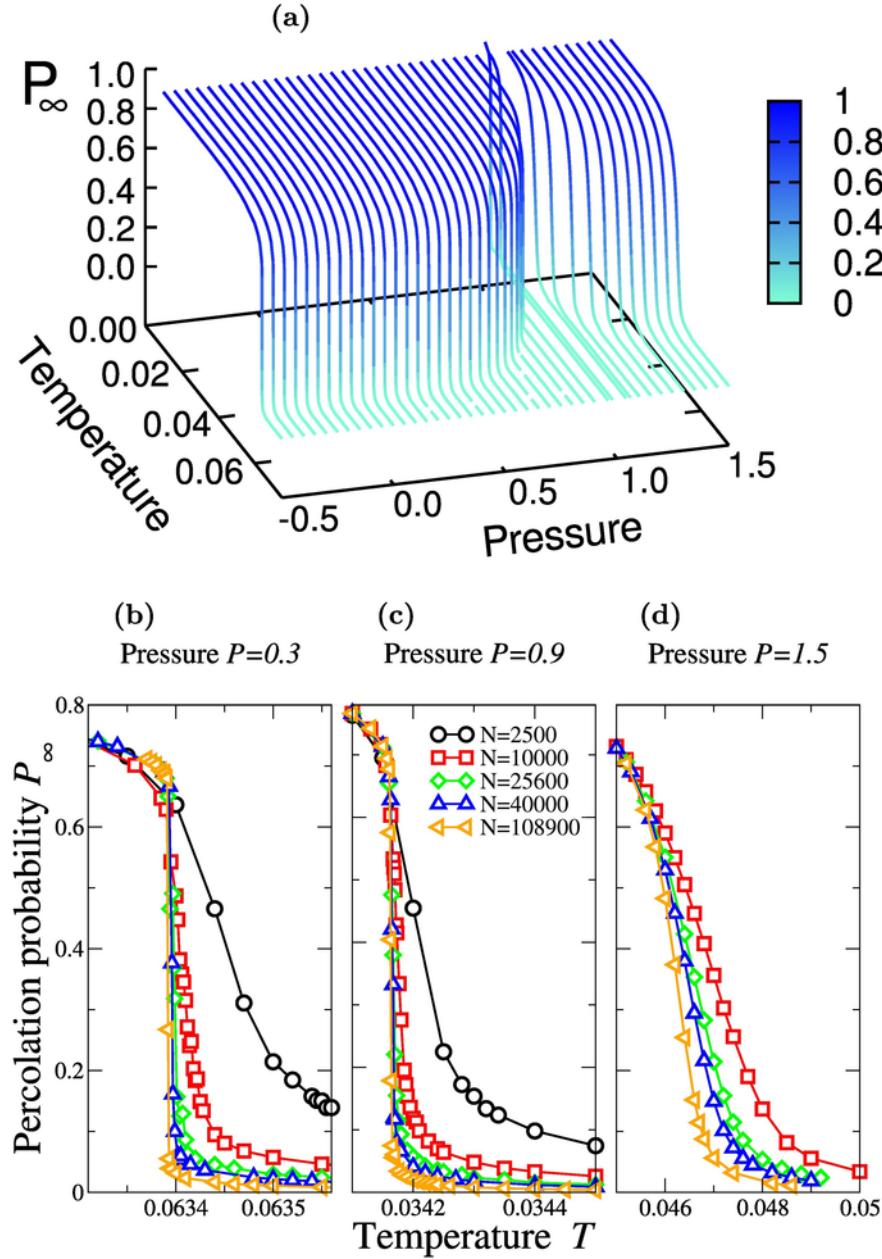 (a)
P∞
1.0
0.8
0.6
0.4
0.2
0.0
1
0.8
0.6
0.4
0.2
0
0.00
0.02
0.04
0.06
Temperature
-0.5
0.0
0.5
1.0
1.5
Pressure
(b)
(c)
(d)
Pressure P=0.3
Pressure P=0.9
Pressure P=1.5
Percolation probability P∞
0.8
0.6
0.4
0.2
0
N=2500
N=10000
N=25600
N=40000
N=108900
0.0634
0.0635
0.0342
0.0344
0.046
0.048
0.05
Temperature T